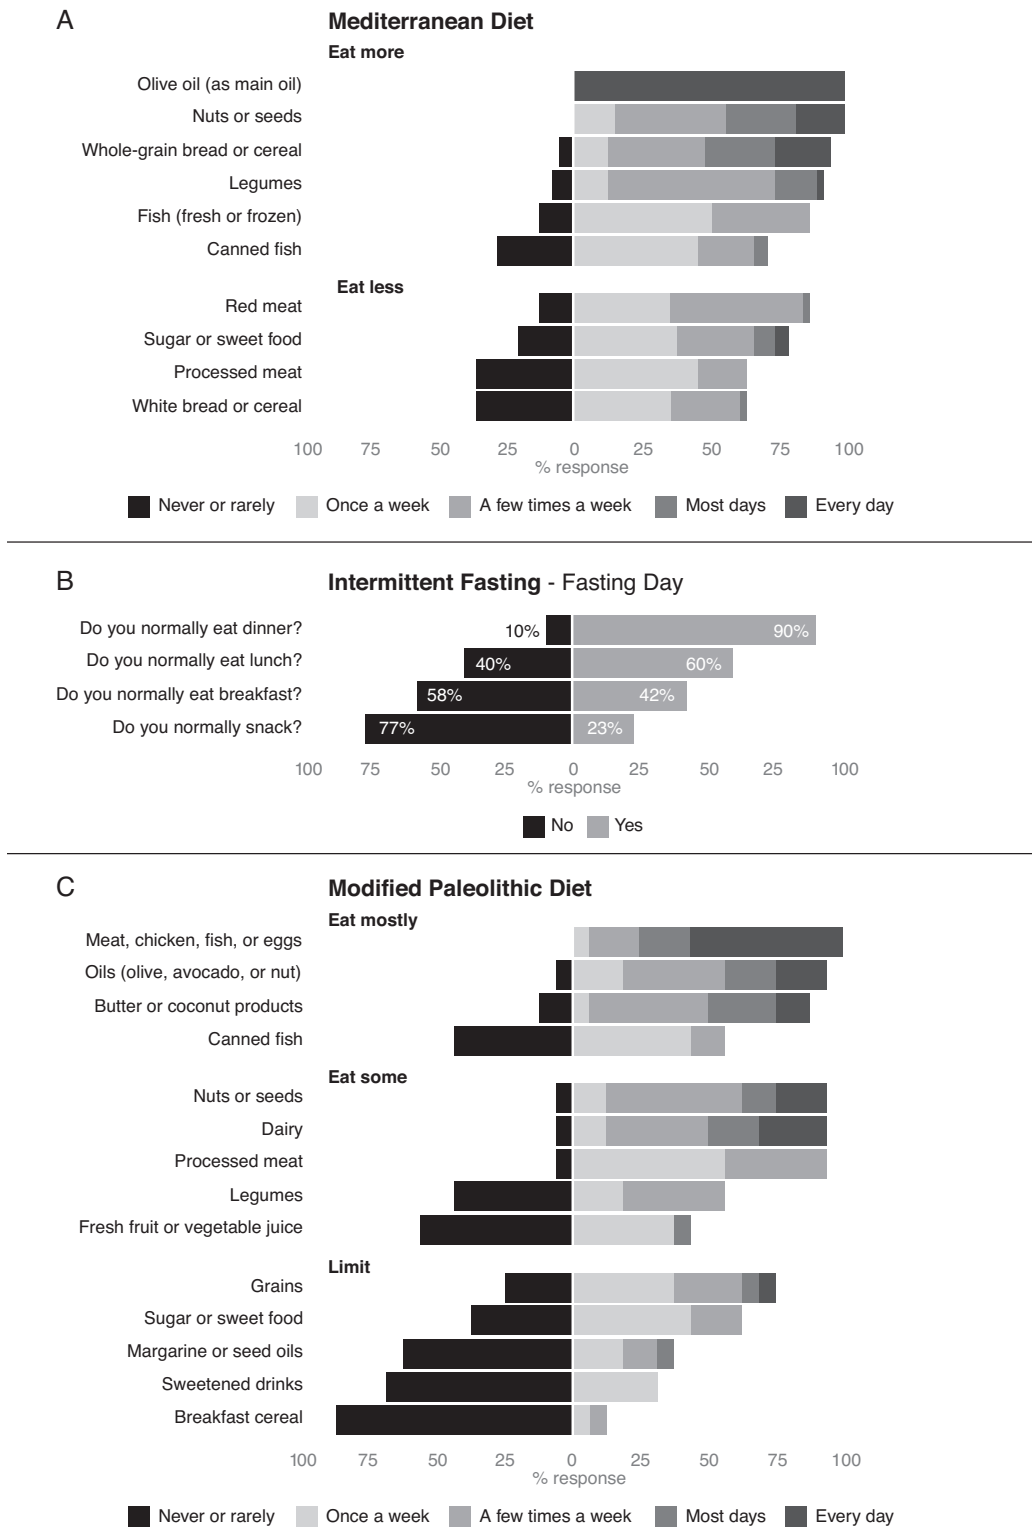 A
Mediterranean Diet
Eat more
Olive oil (as main oil)
Nuts or seeds
Whole-grain bread or cereal
Legumes
Fish (fresh or frozen)
Canned fish
Eat less
Red meat
Sugar or sweet food
Processed meat
White bread or cereal
100 75 50 25 0 25 50 75 100
% response
Never or rarely Once a week A few times a week Most days Every day
B
Intermittent Fasting - Fasting Day
Do you normally eat dinner? 10% 90%
Do you normally eat lunch? 40% 60%
Do you normally eat breakfast? 58% 42%
Do you normally snack? 77% 23%
100 75 50 25 0 25 50 25 100
% response
No Yes
C
Modified Paleolithic Diet
Eat mostly
Meat, chicken, fish, or eggs
Oils (olive, avocado, or nut)
Butter or coconut products
Canned fish
Eat some
Nuts or seeds
Dairy
Processed meat
Legumes
Fresh fruit or vegetable juice
Limit
Grains
Sugar or sweet food
Margarine or seed oils
Sweetened drinks
Breakfast cereal
100 75 50 25 0 25 50 75 100
% response
Never or rarely Once a week A few times a week Most days Every day